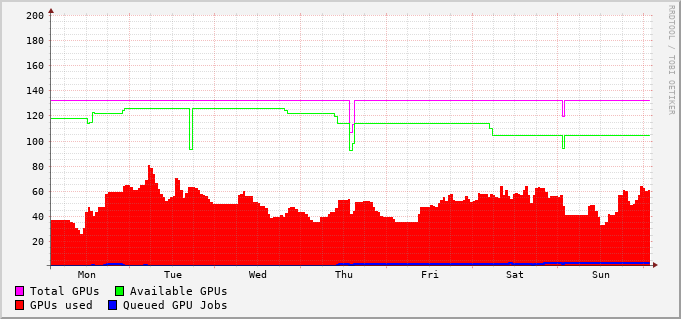 RRDTOOL / TOBI OETIKER
200
180
160
140
120
100
80
60
40
20
Mon Tue Wed Thu Fri Sat Sun
Total GPUs Available GPUs
GPUs used Queued GPU Jobs